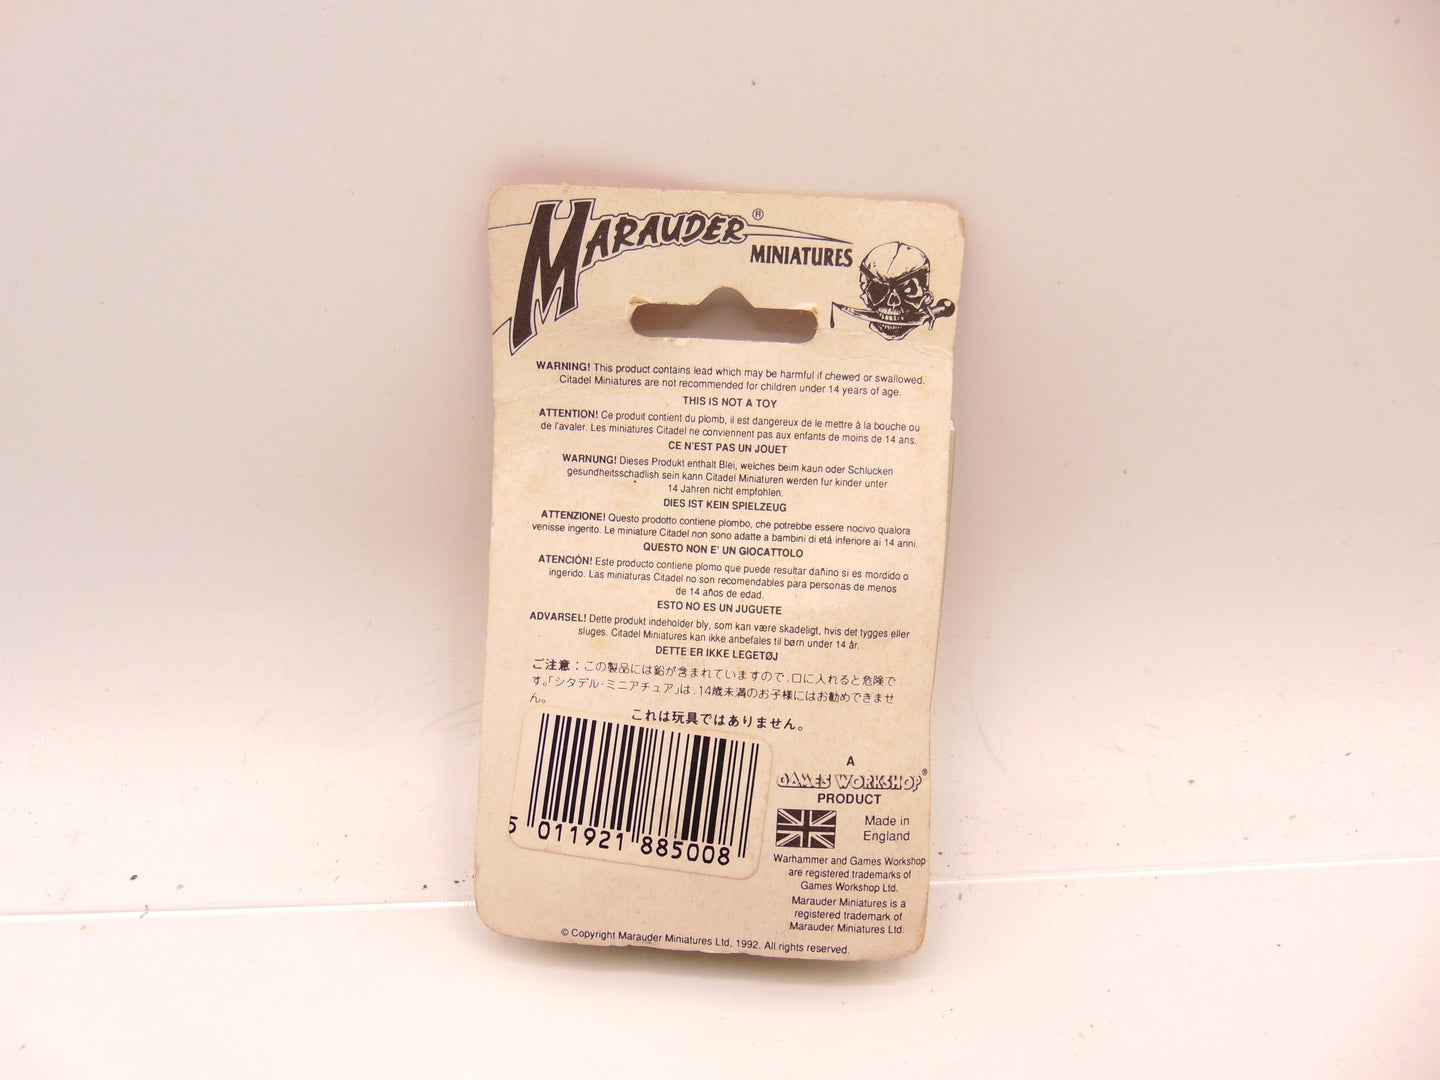 MARAUDER®
MINIATURES
WARNING! This product contains lead which may be harmful if chewed or swallowed.
Citadel Miniatures are not recommended for children under 14 years of age.
THIS IS NOT A TOY
ATTENTION! Ce produit contient du plomb, il est dangereux de le mettre à la bouche ou
de l'avaler. Les miniatures Citadel ne conviennent pas aux enfants de moins de 14 ans.
CE N'EST PAS UN JOUET
WARNUNG! Dieses Produkt enthalt Blei, welches beim kaun oder Schlucken
gesundheitsschadlish sein kann Citadel Miniaturen werden fur kinder unter
14 Jahren nicht empfohlen.
DIES IST KEIN SPIELZEUG
ATTENZIONE! Questo prodotto contiene plombo, che potrebbe essere nocivo qualora
venisse ingerito. Le miniature Citadel non sono adatte a bambini di etá inferiore ai 14 anni.
QUESTO NON E' UN GIOCATTOLO
ATENCIÓN! Este producto contiene plomo que puede resultar dañino si es mordido o
ingerido. Las miniaturas Citadel no son recomendables para personas de menos
de 14 años de edad.
ESTO NO ES UN JUGUETE
ADVARSEL! Dette produkt indeholder bly, som kan være skadeligt, hvis det tygges eller
sluges. Citadel Miniatures kan ikke anbefales til børn under 14 år.
DETTE ER IKKE LEGETØJ
ご注意：この製品には鉛が含まれていますので、口に入れると危険で
す。「シタデル・ミニアチュア」は、14歳未満のお子様にはお勧めできませ
ん。
これは玩具ではありません。
5 011921 885008
A
GAMES WORKSHOP®
PRODUCT
Made in
England
Warhammer and Games Workshop
are registered trademarks of
Games Workshop Ltd.
Marauder Miniatures is a
registered trademark of
Marauder Miniatures Ltd.
© Copyright Marauder Miniatures Ltd, 1992. All rights reserved.